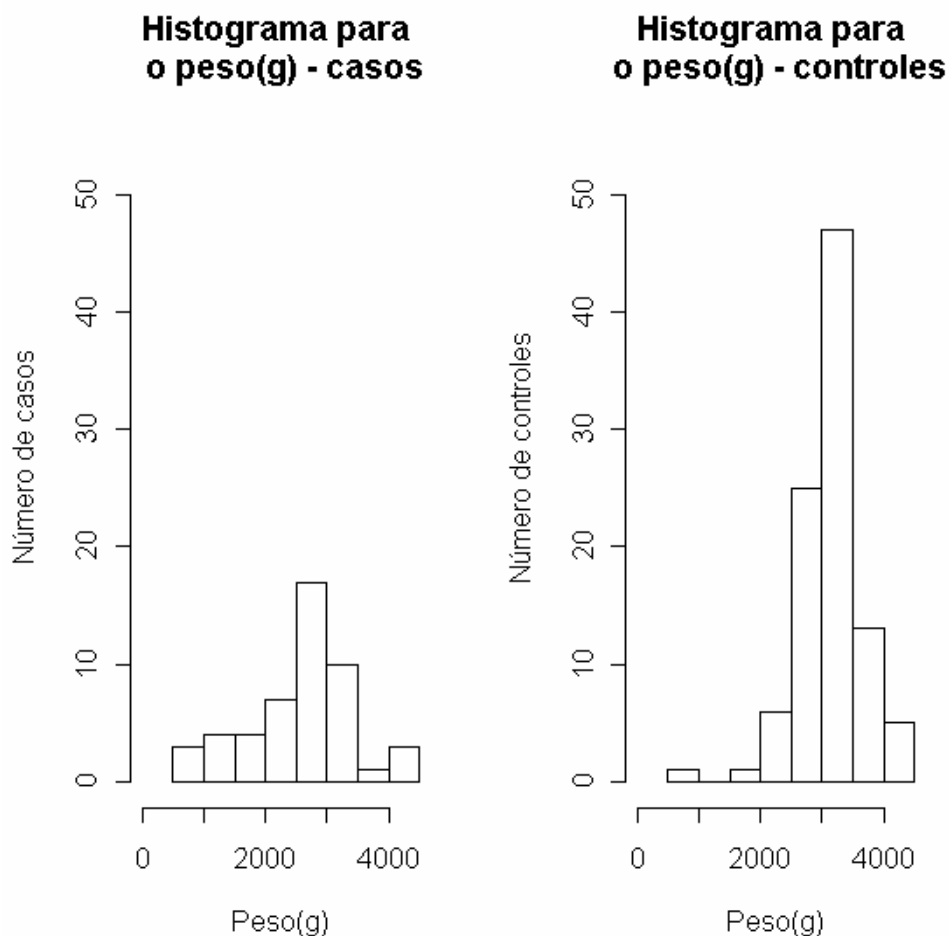 Histograma para
o peso(g) - casos
50
40
30
20
10
0
Número de casos
0
2000
4000
Peso(g)
Histograma para
o peso(g) - controles
50
40
30
20
10
0
Número de controles
0
2000
4000
Peso(g)